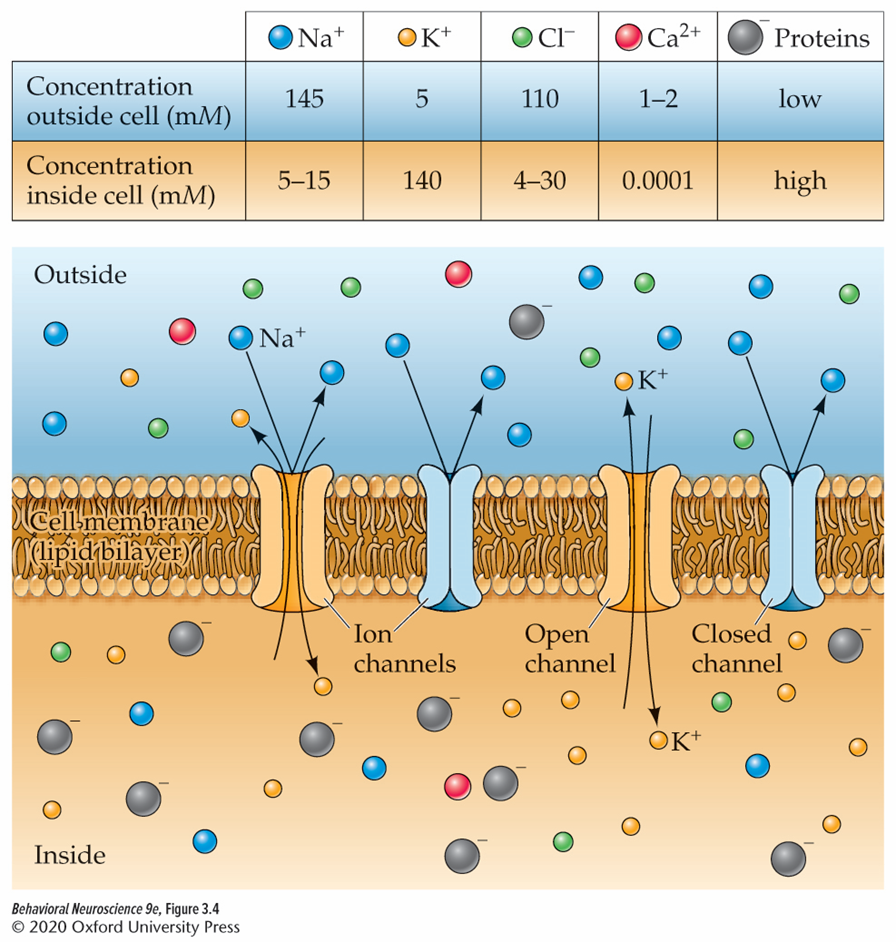 Na⁺ K⁺ Cl⁻ Ca²⁺ ⁻ Proteins
Concentration
outside cell (mM) 145 5 110 1–2 low
Concentration
inside cell (mM) 5–15 140 4–30 0.0001 high
Outside
Na⁺
K⁺
Cell membrane
(lipid bilayer)
Ion
channels
Open
channel
Closed
channel
K⁺
Inside
Behavioral Neuroscience 9e, Figure 3.4
© 2020 Oxford University Press